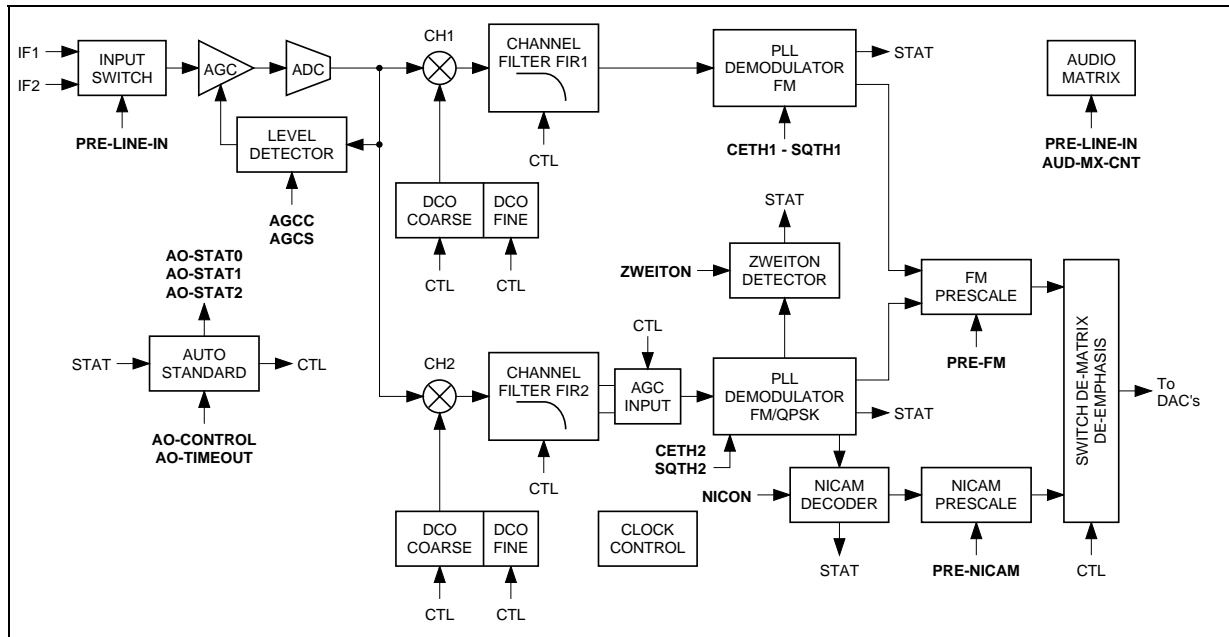 IF1
IF2
INPUT
SWITCH
PRE-LINE-IN
AGC
ADC
LEVEL
DETECTOR
AGCC
AGCS
CH1
CHANNEL
FILTER FIR1
CTL
DCO
COARSE
DCO
FINE
CTL
CTL
PLL
DEMODULATOR
FM
STAT
CETH1 - SQTH1
AUDIO
MATRIX
PRE-LINE-IN
AUD-MX-CNT
AO-STAT0
AO-STAT1
AO-STAT2
STAT
AUTO
STANDARD
CTL
AO-CONTROL
AO-TIMEOUT
STAT
ZWEITON
ZWEITON
DETECTOR
FM
PRESCALE
PRE-FM
CH2
CHANNEL
FILTER FIR2
CTL
CTL
AGC
INPUT
PLL
DEMODULATOR
FM/QPSK
STAT
CETH2
SQTH2
DCO
COARSE
DCO
FINE
CTL
CTL
CLOCK
CONTROL
NICON
NICAM
DECODER
STAT
NICAM
PRESCALE
PRE-NICAM
SWITCH DE-MATRIX
DE-EMPHASIS
CTL
To
DAC's